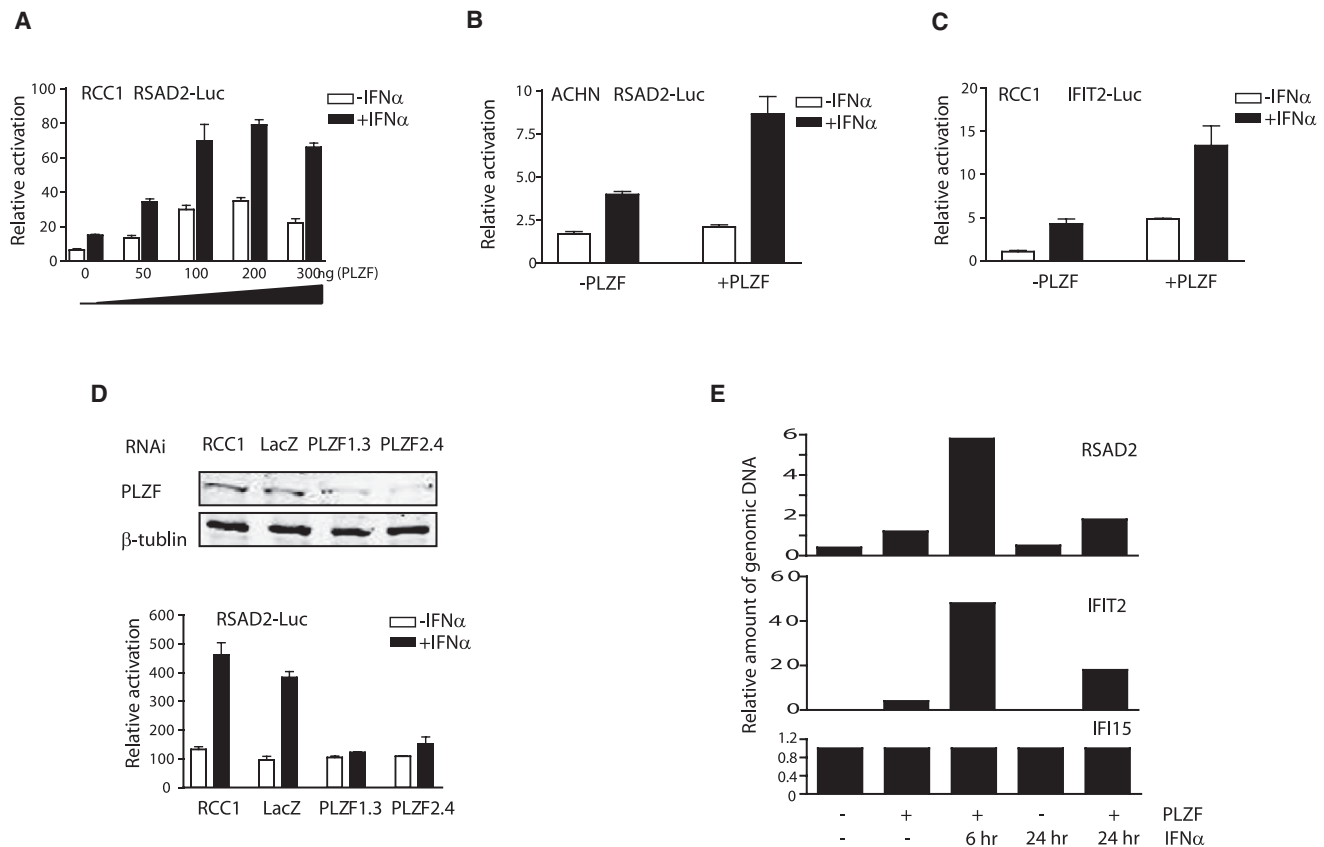 A
RCC1 RSAD2-Luc
-IFNα
+IFNα
Relative activation
100
80
60
40
20
0
0 50 100 200 300ng (PLZF)
B
ACHN RSAD2-Luc
-IFNα
+IFNα
Relative activation
10
7.5
5.0
2.5
0
-PLZF +PLZF
C
RCC1 IFIT2-Luc
-IFNα
+IFNα
Relative activation
20
15
10
5
0
-PLZF +PLZF
D
RNAi RCC1 LacZ PLZF1.3 PLZF2.4
PLZF
β-tublin
RSAD2-Luc
-IFNα
+IFNα
Relative activation
600
500
400
300
200
100
0
RCC1 LacZ PLZF1.3 PLZF2.4
E
Relative amount of genomic DNA
6
4
2
0
RSAD2
60
40
20
0
IFIT2
IFI15
1.2
0.8
0.4
0
- + + - + PLZF
- - 6 hr 24 hr 24 hr IFNα